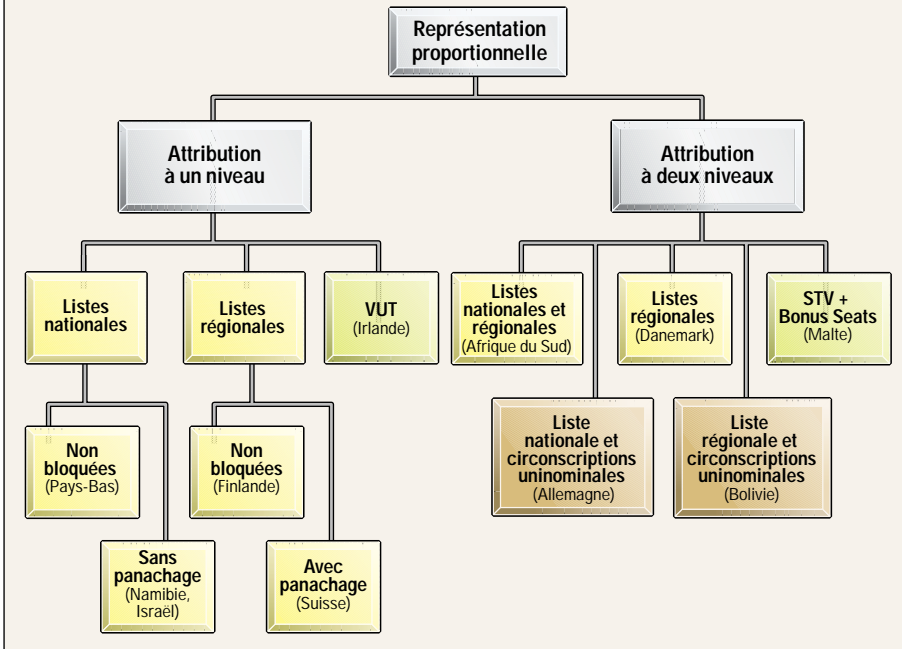 Représentation
proportionnelle
Attribution
à un niveau
Attribution
à deux niveaux
Listes
nationales
Listes
régionales
VUT
(Irlande)
Listes
nationales et
régionales
(Afrique du Sud)
Listes
régionales
(Danemark)
STV +
Bonus Seats
(Malte)
Non
bloquées
(Pays-Bas)
Non
bloquées
(Finlande)
Liste
nationale et
circonscriptions
uninominales
(Allemagne)
Liste
régionale et
circonscriptions
uninominales
(Bolivie)
Sans
panachage
(Namibie,
Israël)
Avec
panachage
(Suisse)